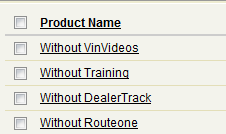 Product Name
Without VinVideos
Without Training
Without DealerTrack
Without Routeone